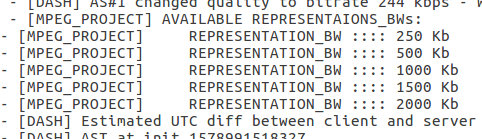 - [DASH] AS#1 changed quality to bitrate 244 kbps - W
- [MPEG_PROJECT] AVAILABLE REPRESENTAIONS_BWs:
- [MPEG_PROJECT] REPRESENTATION_BW :::: 250 Kb
- [MPEG_PROJECT] REPRESENTATION_BW :::: 500 Kb
- [MPEG_PROJECT] REPRESENTATION_BW :::: 1000 Kb
- [MPEG_PROJECT] REPRESENTATION_BW :::: 1500 Kb
- [MPEG_PROJECT] REPRESENTATION_BW :::: 2000 Kb
- [DASH] Estimated UTC diff between client and server
- [DASH] AST at init 1578991518327